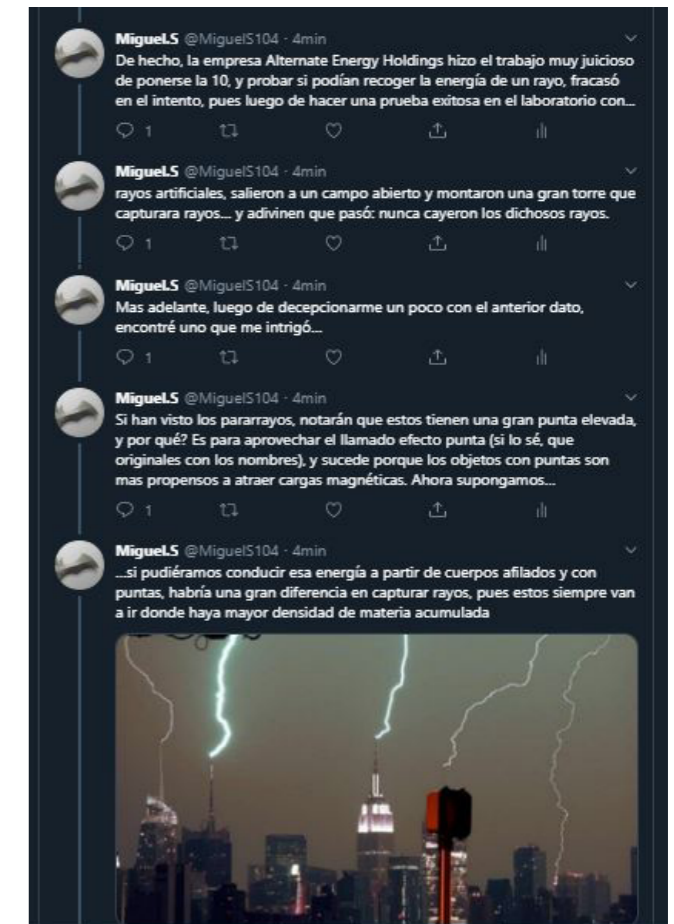 Miguel.S @MiguelS104 · 4min
De hecho, la empresa Alternate Energy Holdings hizo el trabajo muy juicioso
de ponerse la 10, y probar si podían recoger la energía de un rayo, fracasó
en el intento, pues luego de hacer una prueba exitosa en el laboratorio con...
1
Miguel.S @MiguelS104 · 4min
rayos artificiales, salieron a un campo abierto y montaron una gran torre que
capturara rayos... y adivinen que pasó: nunca cayeron los dichosos rayos.
1
Miguel.S @MiguelS104 · 4min
Mas adelante, luego de decepcionarme un poco con el anterior dato,
encontré uno que me intrigó...
1
Miguel.S @MiguelS104 · 4min
Si han visto los pararrayos, notarán que estos tienen una gran punta elevada,
y por qué? Es para aprovechar el llamado efecto punta (si lo sé, que
originales con los nombres), y sucede porque los objetos con puntas son
mas propensos a atraer cargas magnéticas. Ahora supongamos...
1
Miguel.S @MiguelS104 · 4min
...si pudiéramos conducir esa energía a partir de cuerpos afilados y con
puntas, habría una gran diferencia en capturar rayos, pues estos siempre van
a ir donde haya mayor densidad de materia acumulada